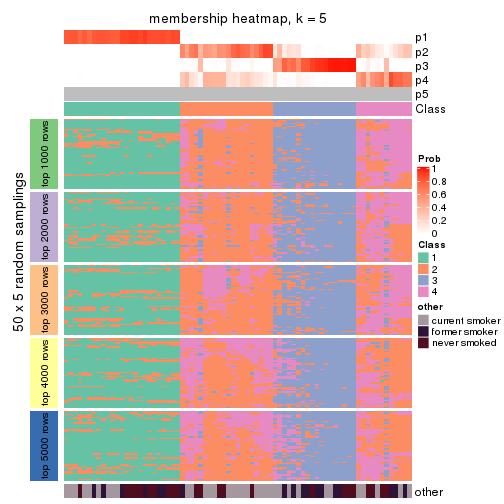 membership heatmap, k = 5
p1
p2
p3
p4
p5
Class
50 x 5 random samplings
top 1000 rows
top 2000 rows
top 3000 rows
top 4000 rows
top 5000 rows
other
Prob
1
0.8
0.6
0.4
0.2
0
Class
1
2
3
4
other
current smoker
former smoker
never smoked